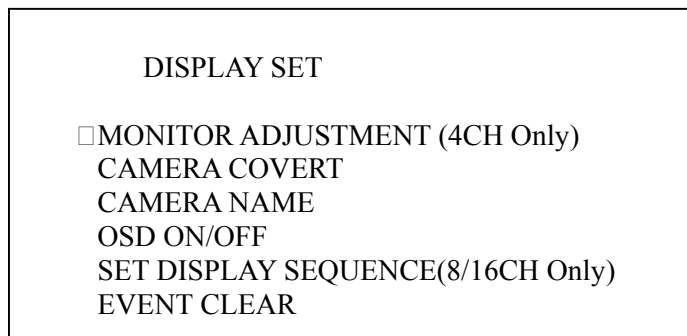 DISPLAY SET
□MONITOR ADJUSTMENT (4CH Only)
CAMERA COVERT
CAMERA NAME
OSD ON/OFF
SET DISPLAY SEQUENCE(8/16CH Only)
EVENT CLEAR